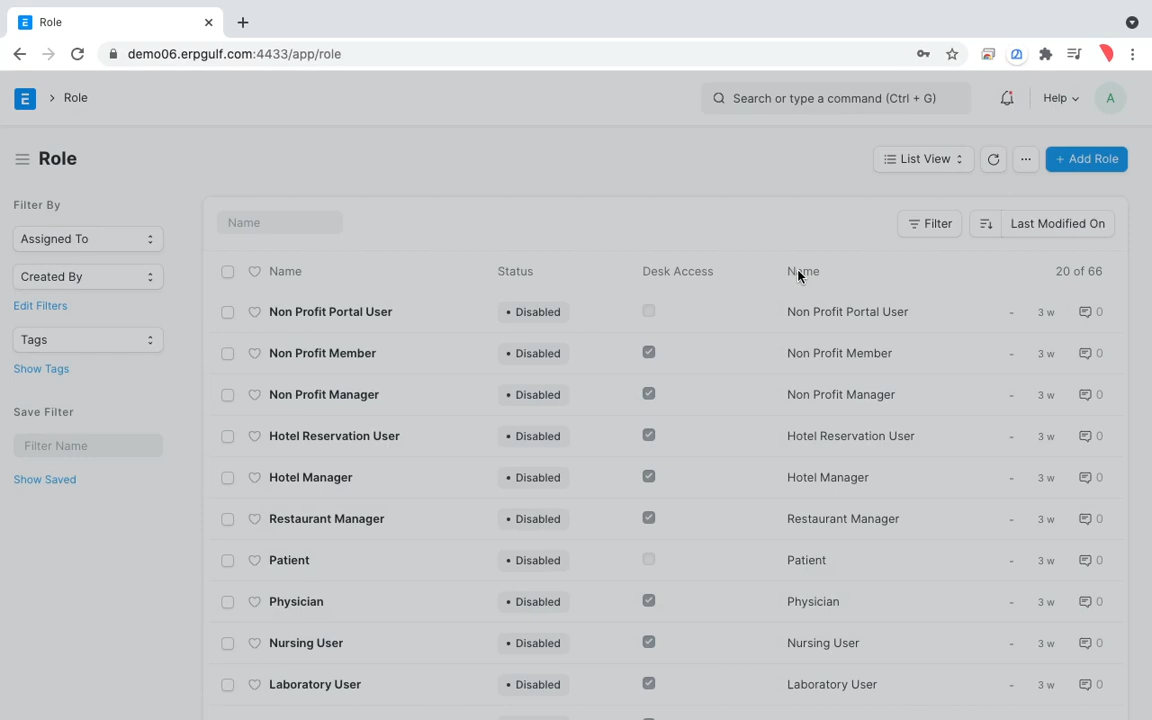 Role
demo06.erpgulf.com:4433/app/role
E
Role
Search or type a command (Ctrl + G)
Help
A
Role
List View
+ Add Role
Filter By
Assigned To
Created By
Edit Filters
Tags
Show Tags
Save Filter
Filter Name
Show Saved
Name
Filter
Last Modified On
Name Status Desk Access Name 20 of 66
Non Profit Portal User • Disabled Non Profit Portal User - 3 w 0
Non Profit Member • Disabled Non Profit Member - 3 w 0
Non Profit Manager • Disabled Non Profit Manager - 3 w 0
Hotel Reservation User • Disabled Hotel Reservation User - 3 w 0
Hotel Manager • Disabled Hotel Manager - 3 w 0
Restaurant Manager • Disabled Restaurant Manager - 3 w 0
Patient • Disabled Patient - 3 w 0
Physician • Disabled Physician - 3 w 0
Nursing User • Disabled Nursing User - 3 w 0
Laboratory User • Disabled Laboratory User - 3 w 0